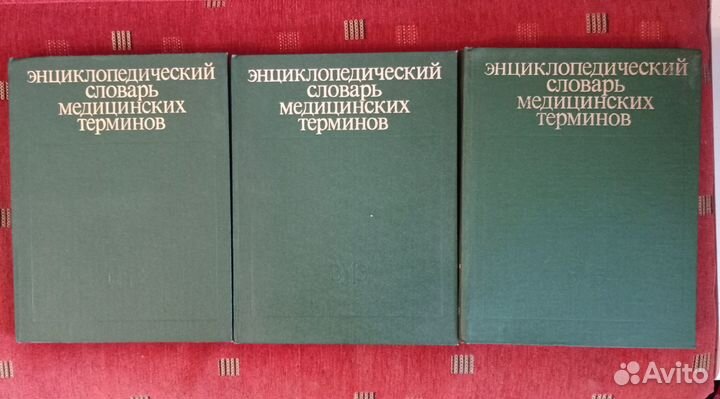 энциклопедический
словарь
медицинских
терминов
энциклопедический
словарь
медицинских
терминов
энциклопедический
словарь
медицинских
терминов
Avito